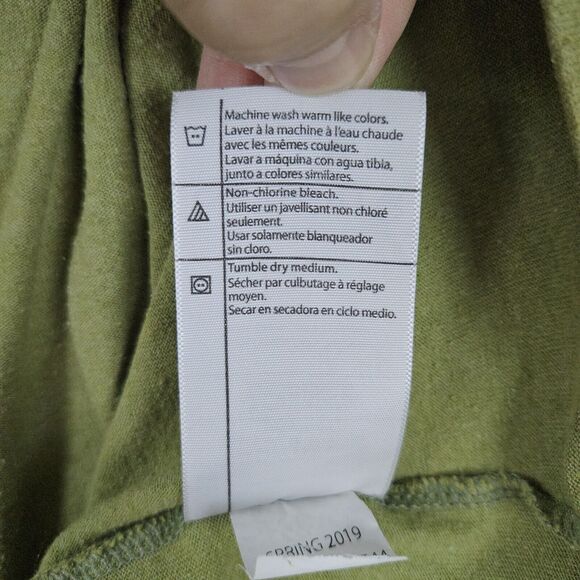 Machine wash warm like colors.
Laver à la machine à l'eau chaude
avec les mêmes couleurs.
Lavar a máquina con agua tibia,
junto a colores similares.
Non-chlorine bleach.
Utiliser un javellisant non chloré
seulement.
Usar solamente blanqueador
sin cloro.
Tumble dry medium.
Sécher par culbutage à réglage
moyen.
Secar en secadora en ciclo medio.
SPRING 2019